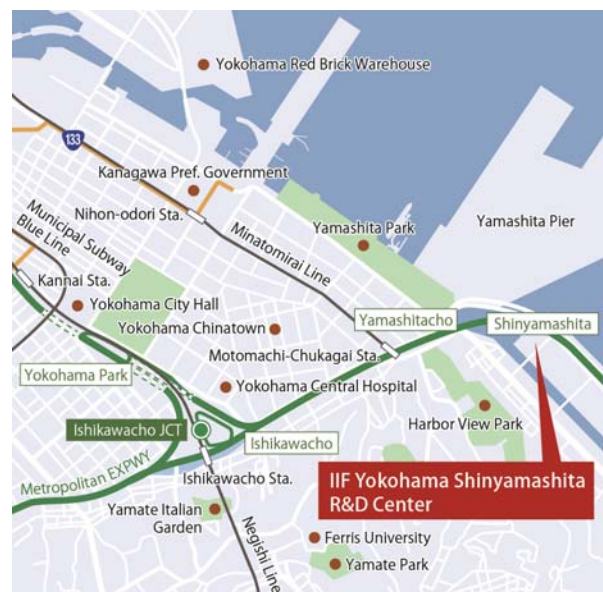 Yokohama Red Brick Warehouse
133
Kanagawa Pref. Government
Nihon-odori Sta.
Municipal Subway
Blue Line
Minatomirai Line
Yamashita Park
Yamashita Pier
Kannai Sta.
Yokohama City Hall
Yokohama Chinatown
Yamashitacho
Shinyamashita
Motomachi-Chukagai Sta.
Yokohama Park
Yokohama Central Hospital
Harbor View Park
Ishikawacho JCT
Ishikawacho
Metropolitan EXPWY
Ishikawacho Sta.
IIF Yokohama Shinyamashita
R&D Center
Yamate Italian
Garden
Negishi Line
Ferris University
Yamate Park